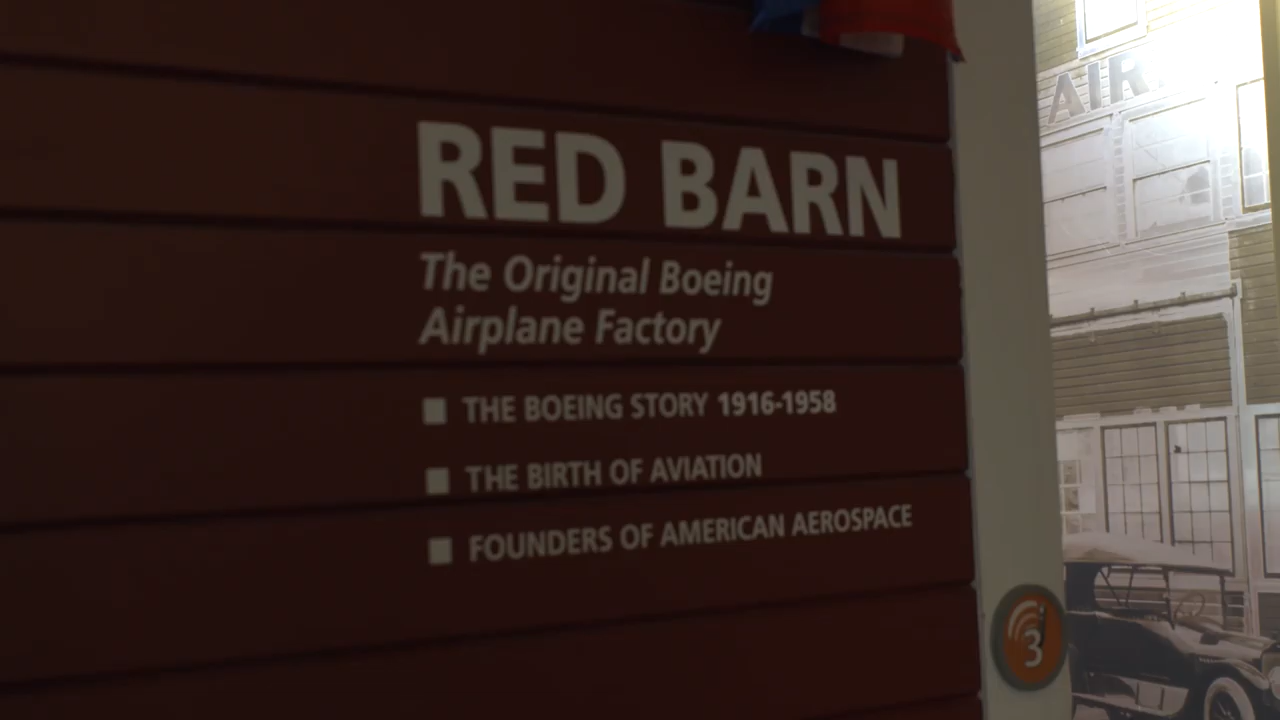 RED BARN
The Original Boeing
Airplane Factory
THE BOEING STORY 1916-1958
THE BIRTH OF AVIATION
FOUNDERS OF AMERICAN AEROSPACE
3